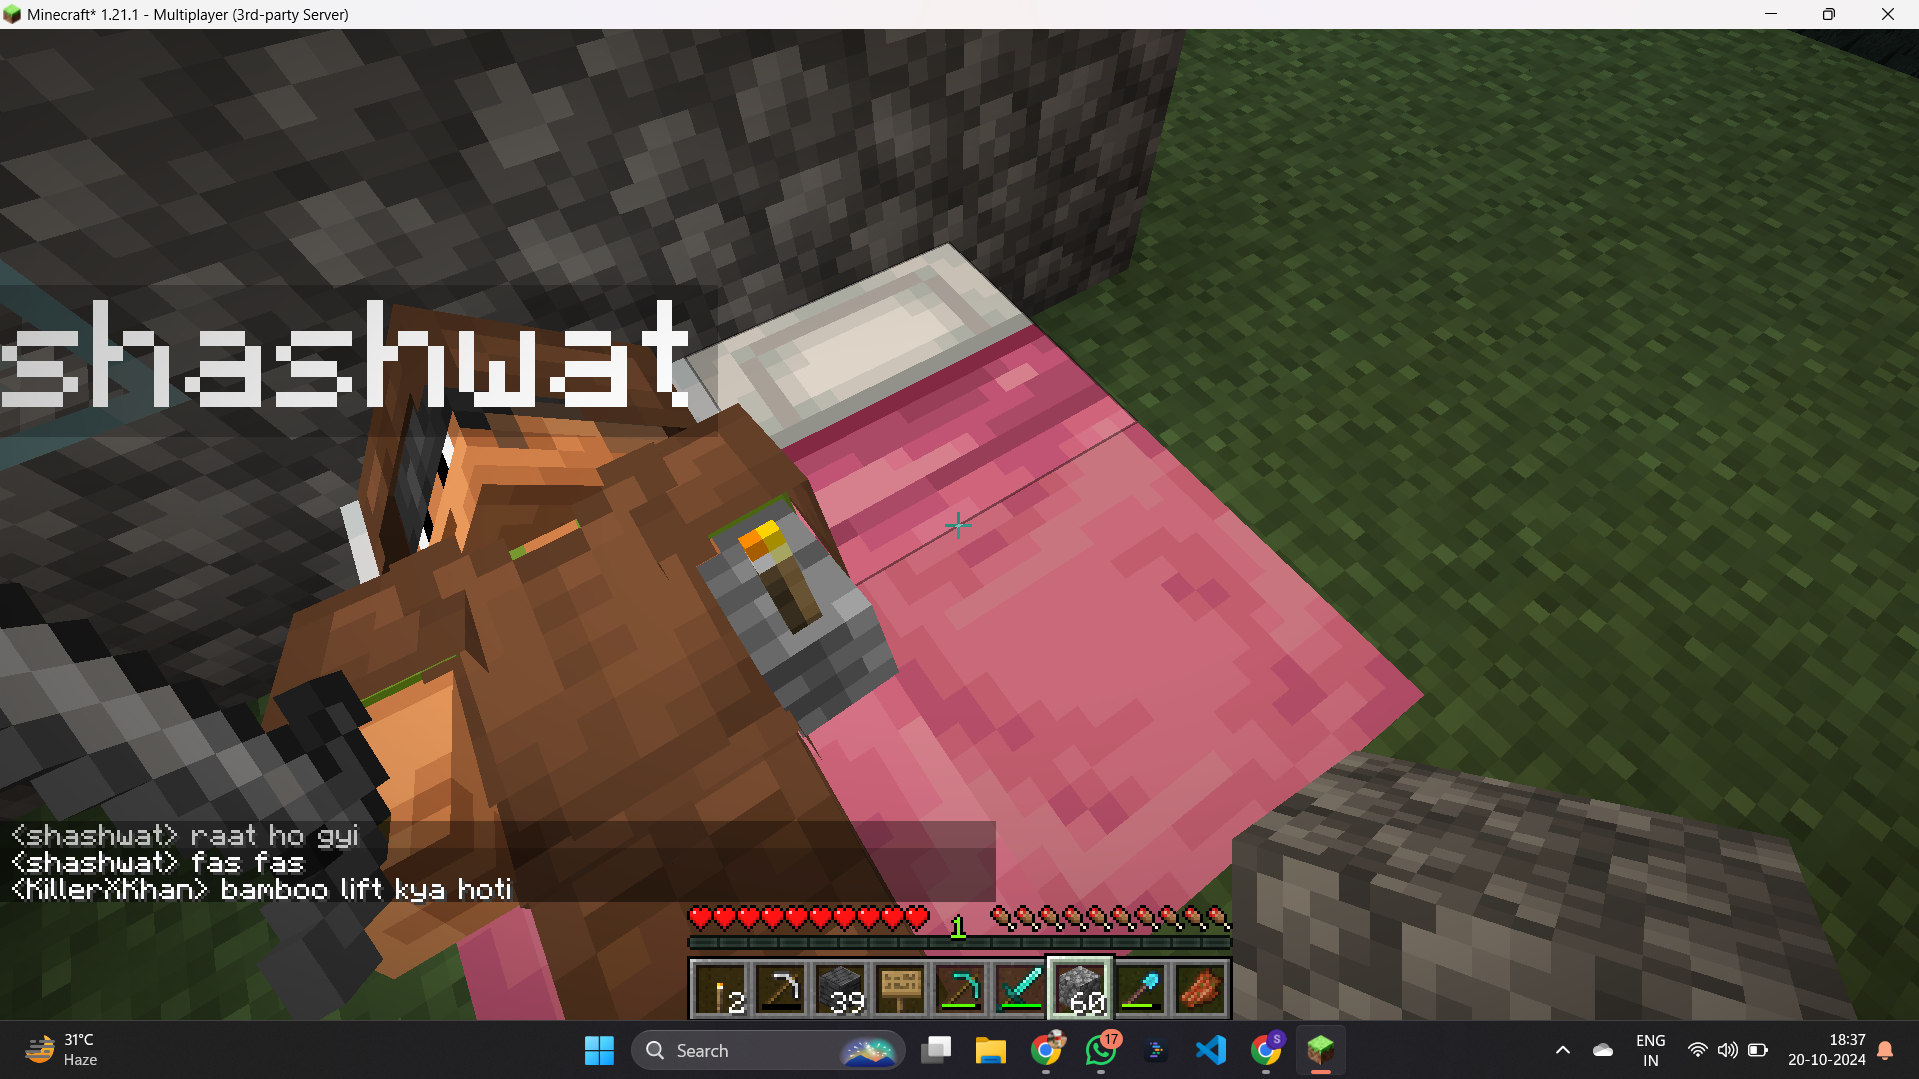 Minecraft* 1.21.1 - Multiplayer (3rd-party Server)
shashwat
<shashwat> raat ho gyi
<shashwat> fas fas
<KillerXKhan> bamboo lift kya hoti
1
2
39
60
31°C
Haze
Search
17
S
ENG
IN
18:37
20-10-2024